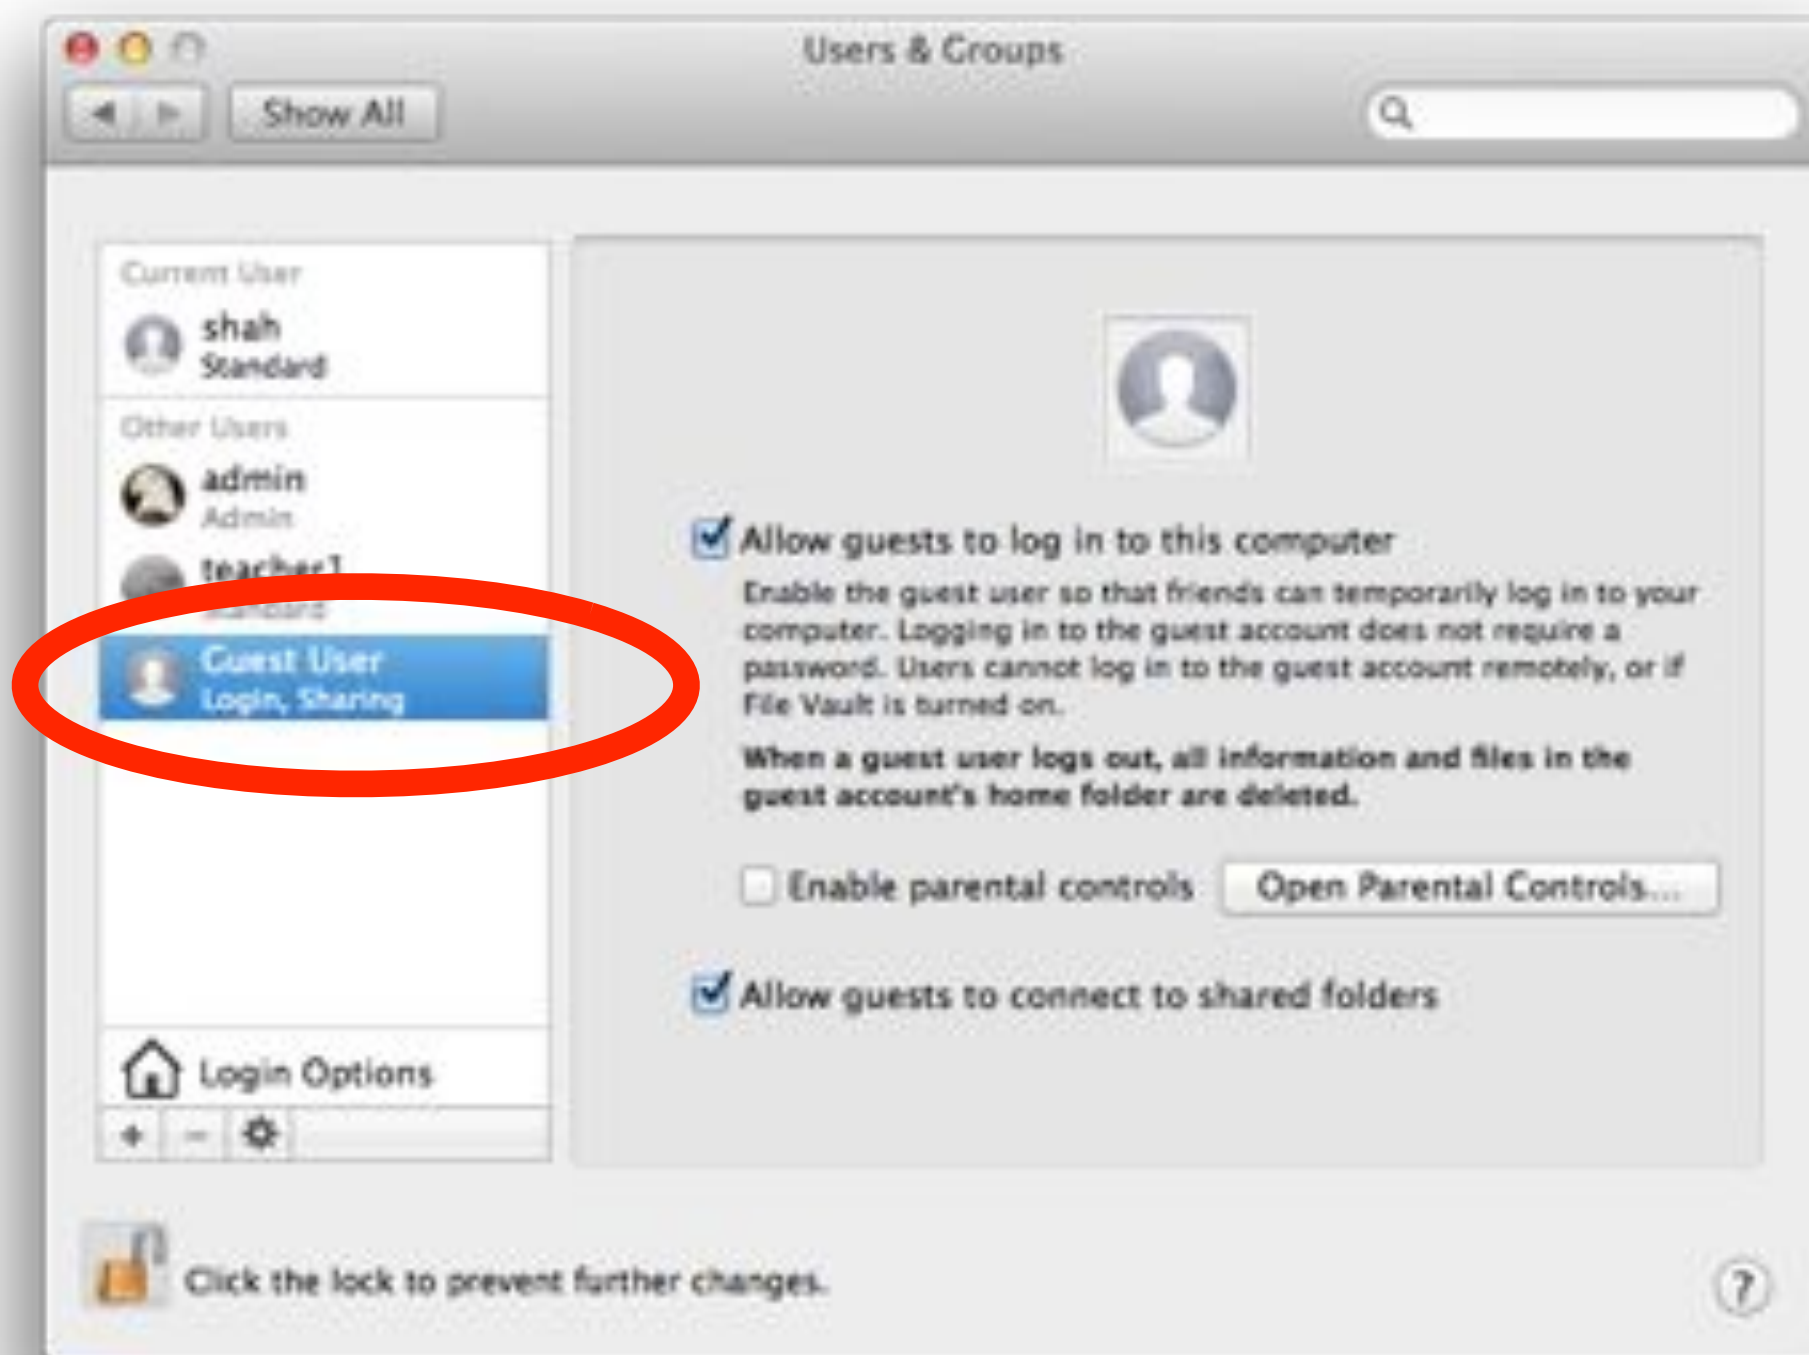 Users & Groups
Show All
Current User
shah
Standard
Other Users
admin
Admin
teacher1
Standard
Guest User
Login, Sharing
Login Options
Allow guests to log in to this computer
Enable the guest user so that friends can temporarily log in to your
computer. Logging in to the guest account does not require a
password. Users cannot log in to the guest account remotely, or if
File Vault is turned on.
When a guest user logs out, all information and files in the
guest account's home folder are deleted.
Enable parental controls
Open Parental Controls...
Allow guests to connect to shared folders
Click the lock to prevent further changes.
?